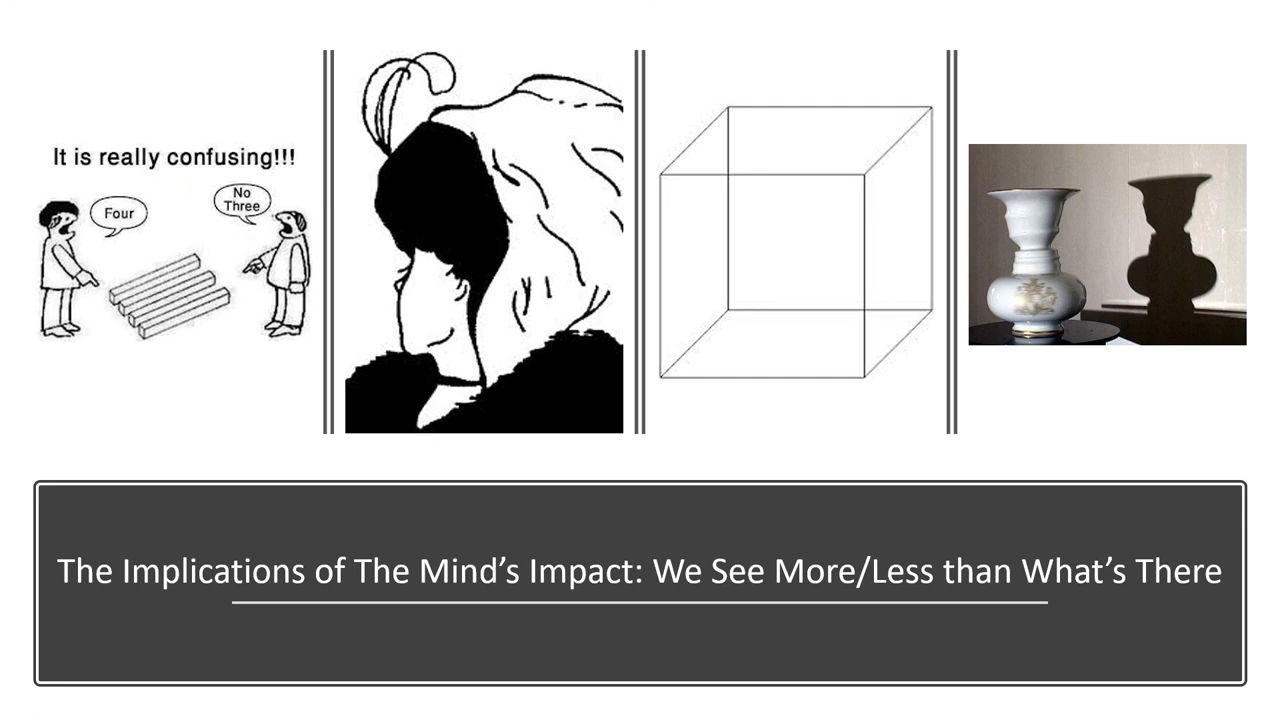 It is really confusing!!!
Four
No
Three
The Implications of The Mind’s Impact: We See More/Less than What’s There